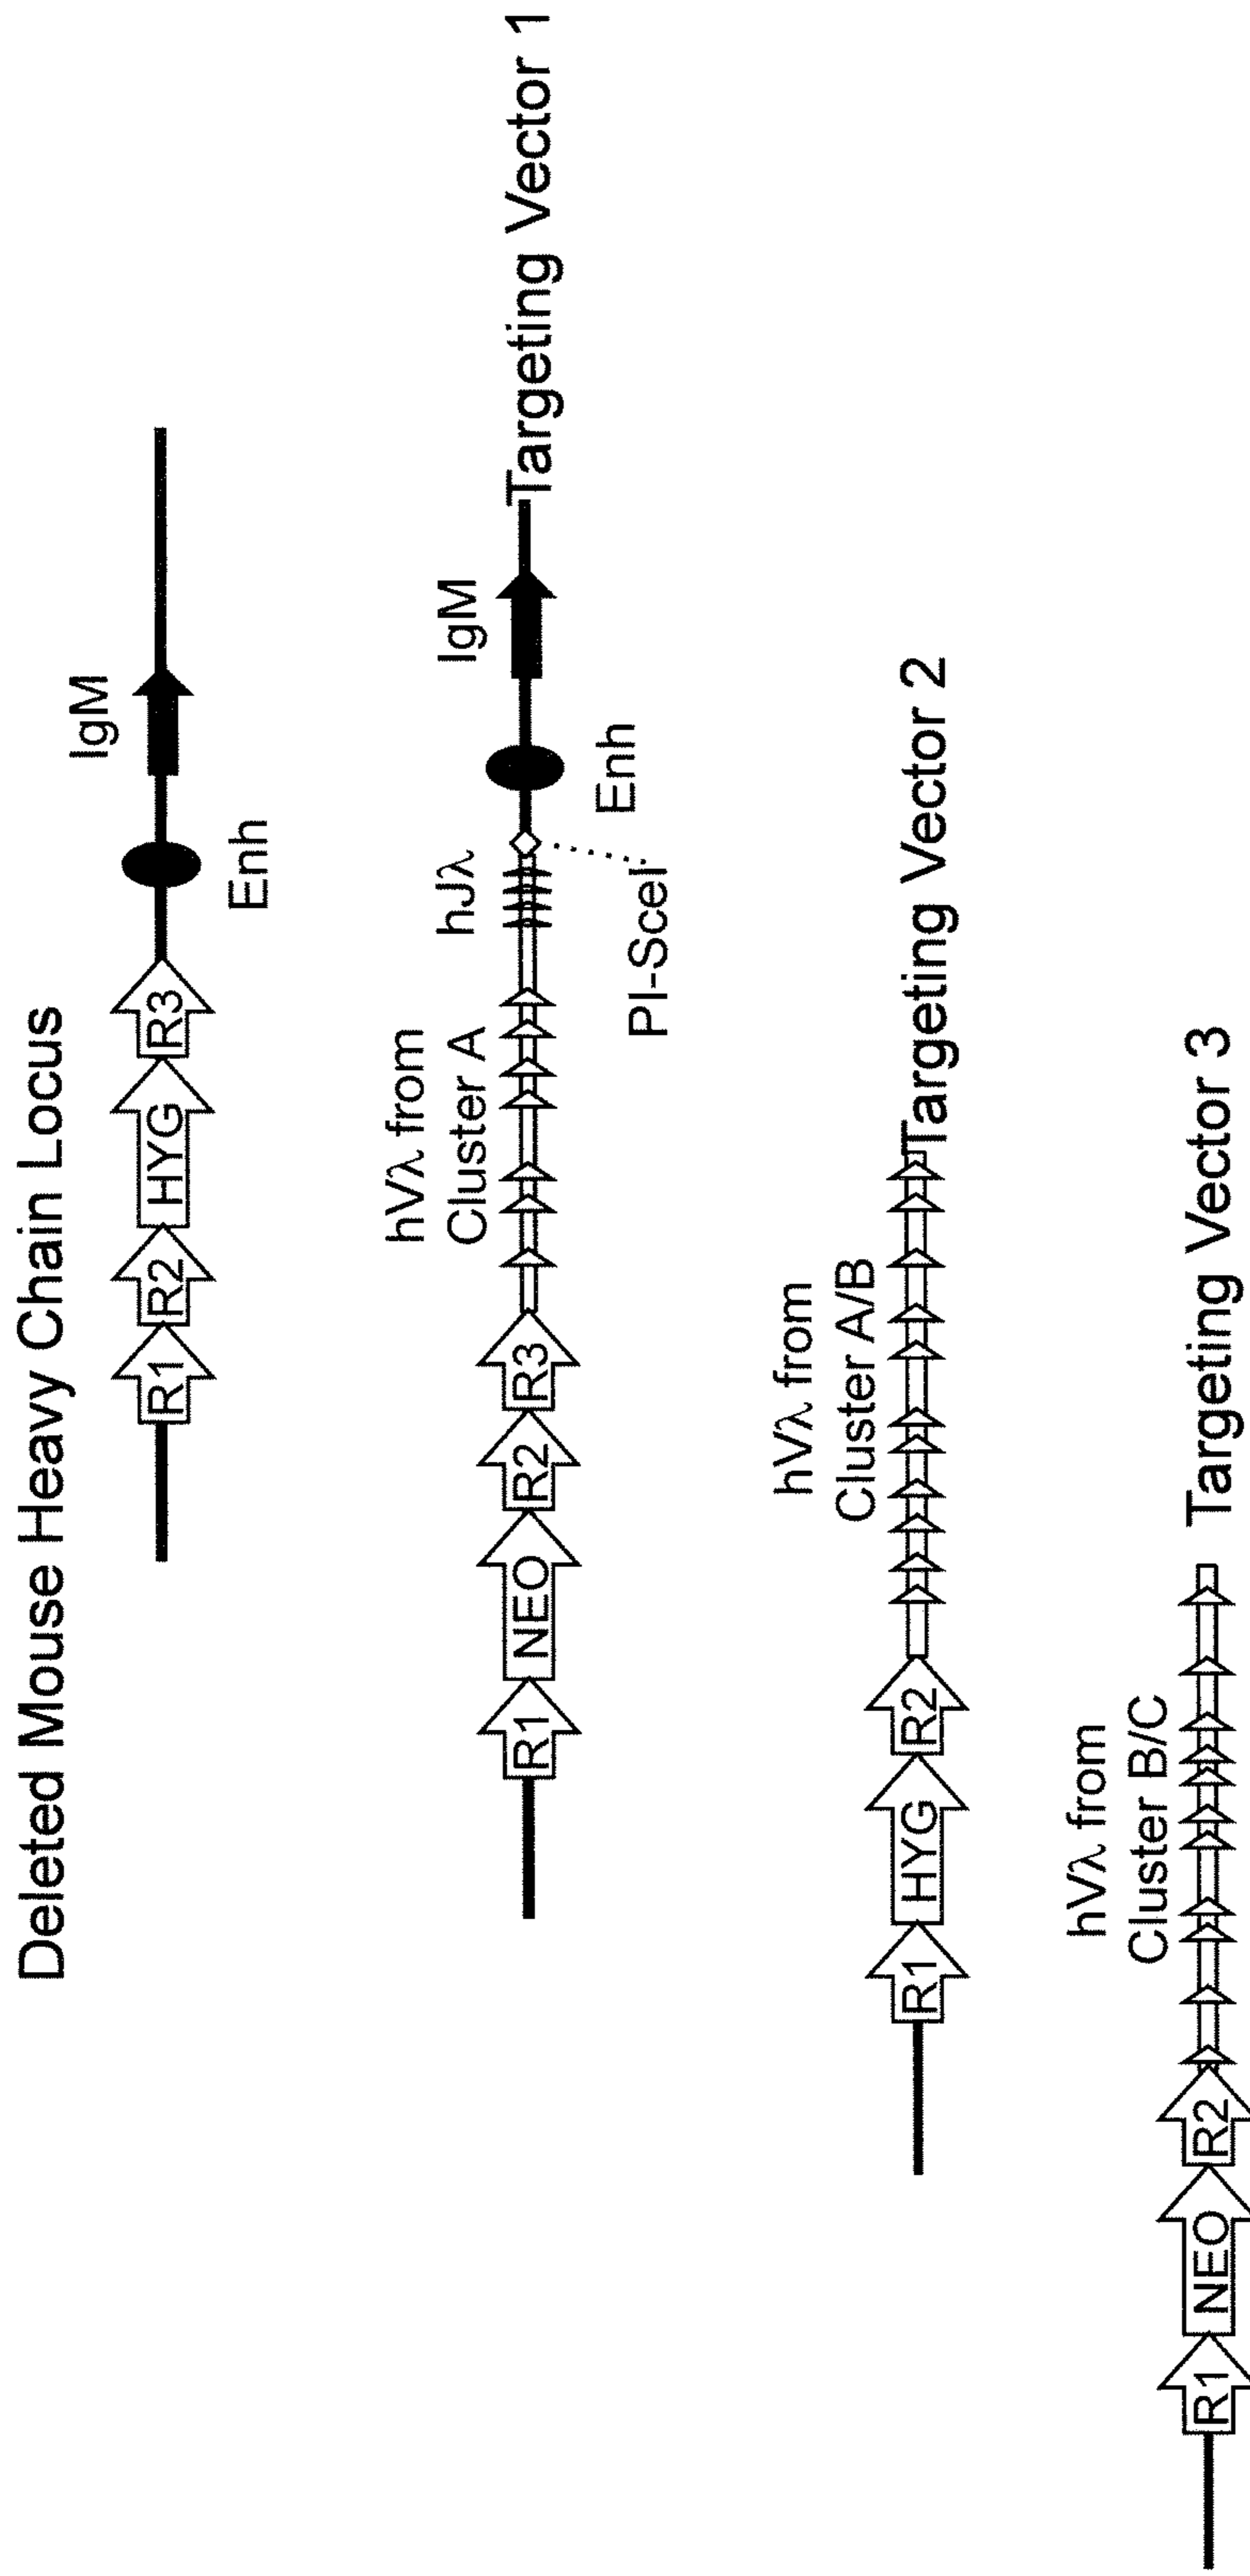 Deleted Mouse Heavy Chain Locus
IgM
R1 R2 HYG R3
Enh
hVλ from
Cluster A
hJλ
IgM
R1 NEO R2 R3
Targeting Vector 1
Enh
PI-SceI
hVλ from
Cluster A/B
R1 HYG R2
Targeting Vector 2
hVλ from
Cluster B/C
R1 NEO R2
Targeting Vector 3